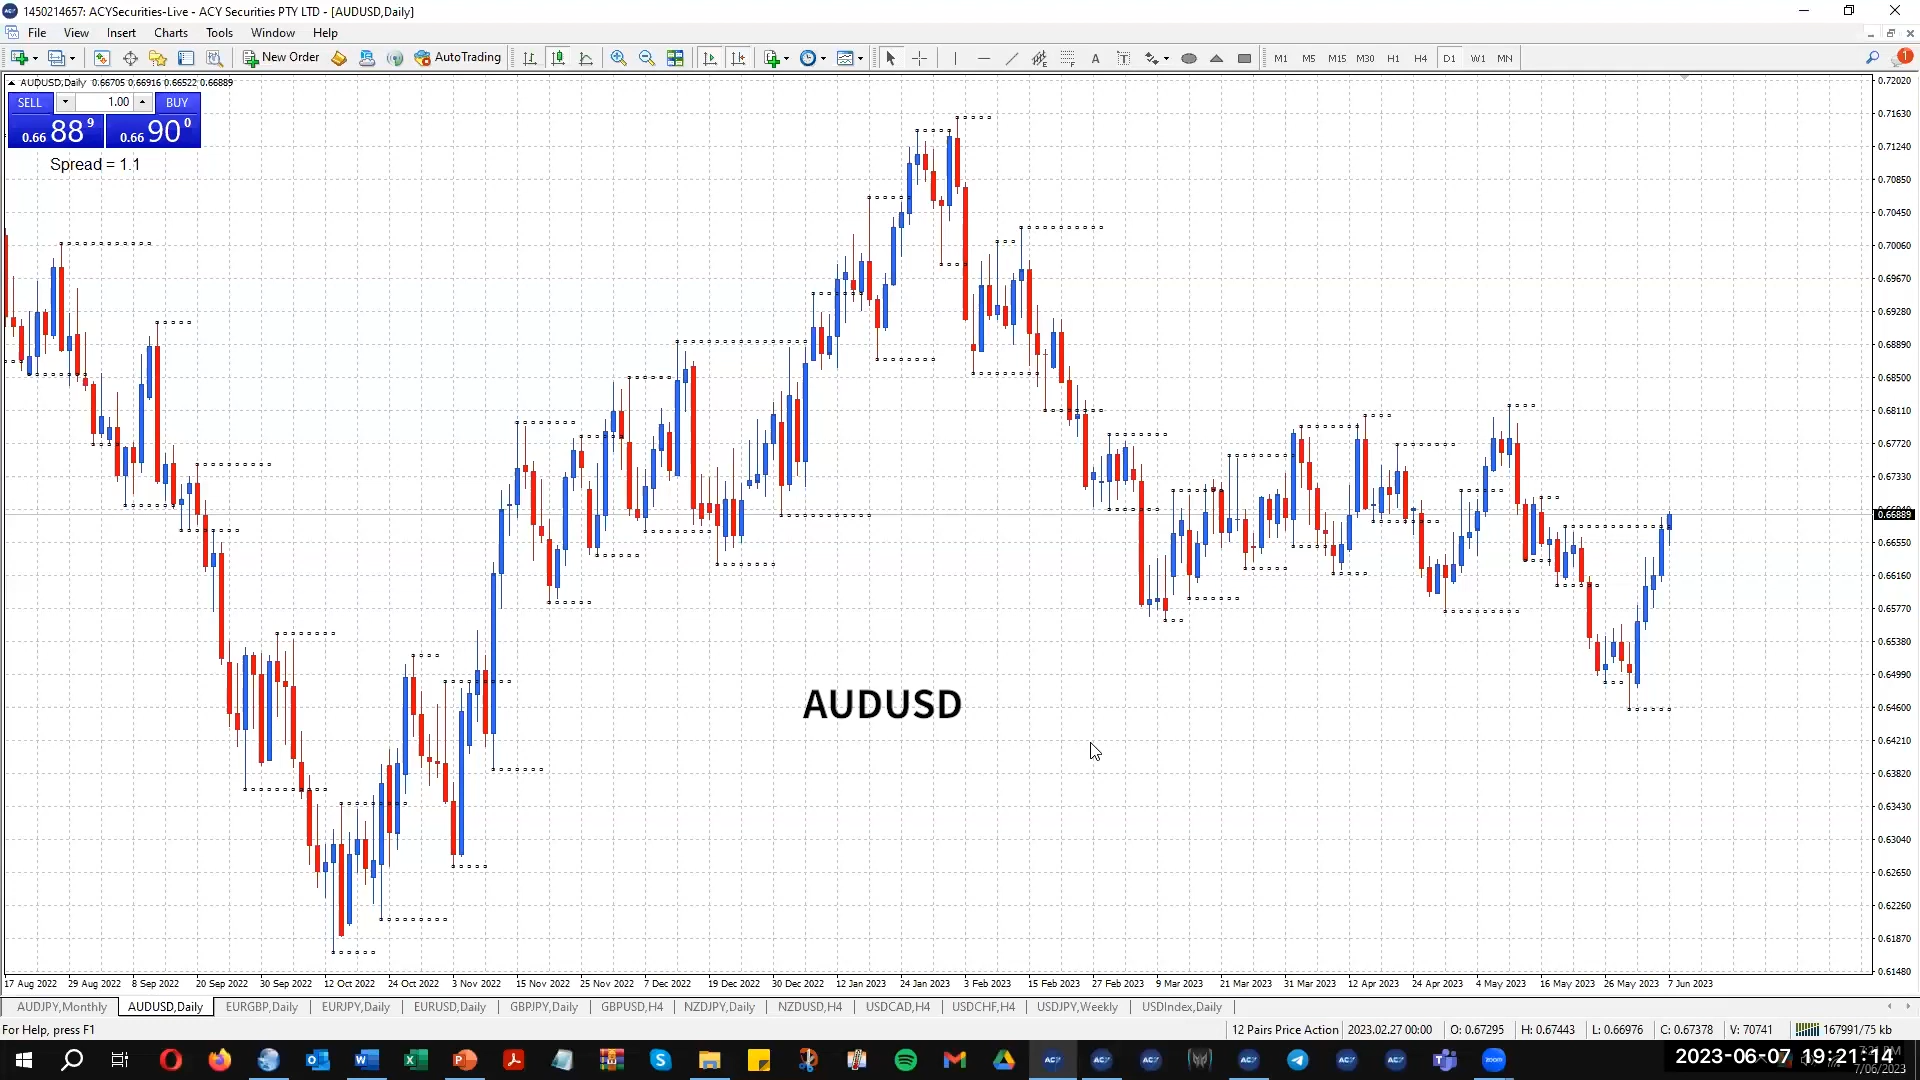 1450214657: ACYSecurities-Live - ACY Securities PTY LTD - [AUDUSD,Daily]
File View Insert Charts Tools Window Help
New Order AutoTrading M1 M5 M15 M30 H1 H4 D1 W1 MN 1
AUDUSD,Daily 0.66705 0.66916 0.66522 0.66889
SELL 1.00 BUY
0.66 88 9 0.66 90 0
Spread = 1.1
0.72020
0.71630
0.71240
0.70850
0.70450
0.70060
0.69670
0.69280
0.68890
0.68500
0.68110
0.67720
0.67330
0.66889
0.66550
0.66160
0.65770
0.65380
0.64990
0.64600
0.64210
0.63820
0.63430
0.63040
0.62650
0.62260
0.61870
0.61480
AUDUSD
17 Aug 2022 29 Aug 2022 8 Sep 2022 20 Sep 2022 30 Sep 2022 12 Oct 2022 24 Oct 2022 3 Nov 2022 15 Nov 2022 25 Nov 2022 7 Dec 2022 19 Dec 2022 30 Dec 2022 12 Jan 2023 24 Jan 2023 3 Feb 2023 15 Feb 2023 27 Feb 2023 9 Mar 2023 21 Mar 2023 31 Mar 2023 12 Apr 2023 24 Apr 2023 4 May 2023 16 May 2023 26 May 2023 7 Jun 2023
AUDJPY,Monthly AUDUSD,Daily EURGBP,Daily EURJPY,Daily EURUSD,Daily GBPJPY,Daily GBPUSD,H4 NZDJPY,Daily NZDUSD,H4 USDCAD,H4 USDCHF,H4 USDJPY,Weekly USDIndex,Daily
For Help, press F1 12 Pairs Price Action 2023.02.27 00:00 O: 0.67295 H: 0.67443 L: 0.66976 C: 0.67378 V: 70741 167991/75 kb
2023-06-07 19:21:14
7/06/2023